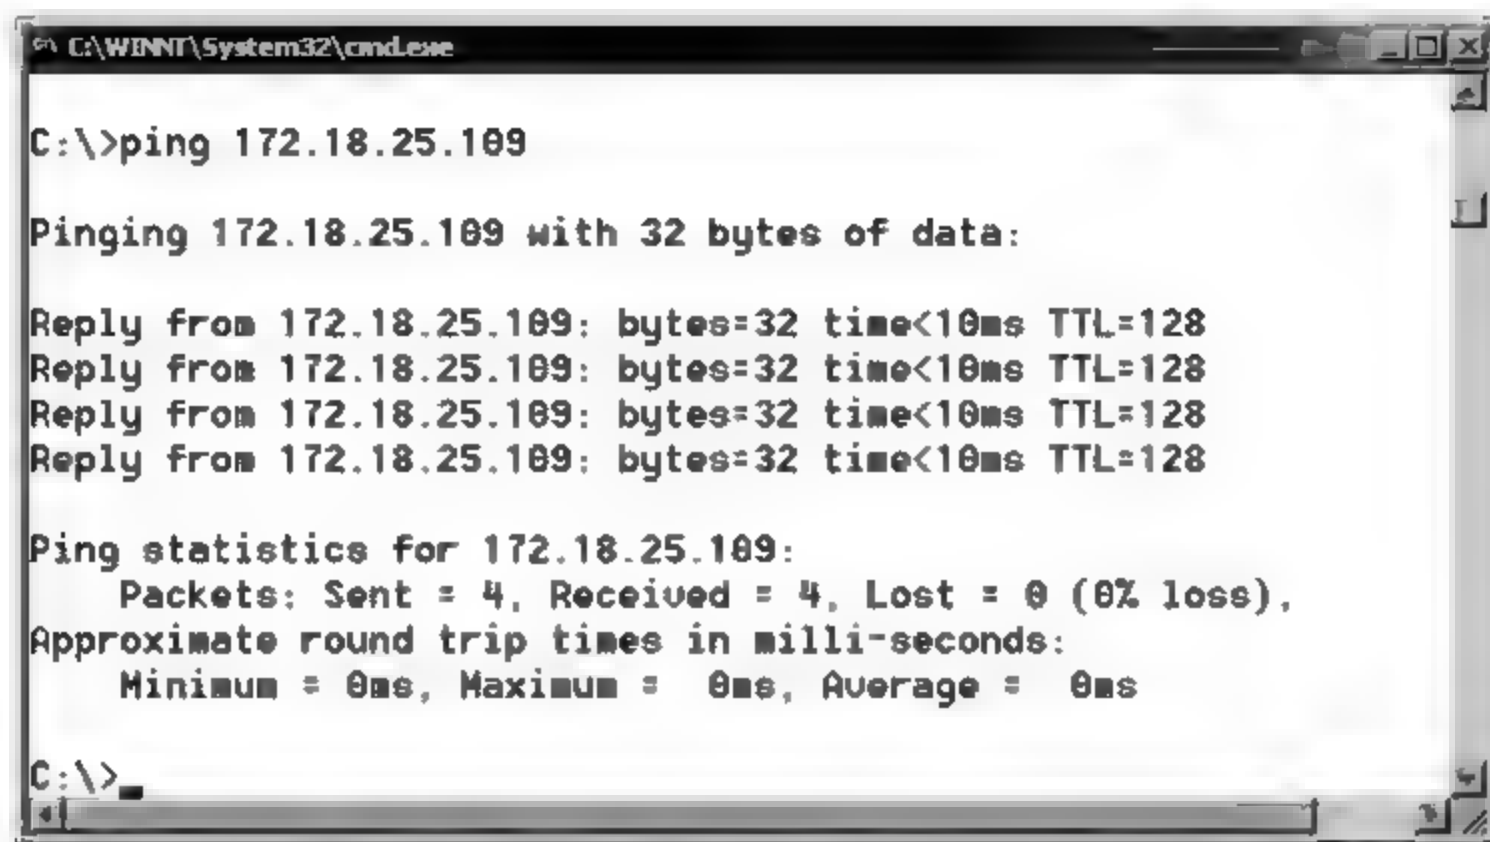 C:\WINNT\System32\cmd.exe
C:\>ping 172.18.25.109
Pinging 172.18.25.109 with 32 bytes of data:
Reply from 172.18.25.109: bytes=32 time<10ms TTL=128
Reply from 172.18.25.109: bytes=32 time<10ms TTL=128
Reply from 172.18.25.109: bytes=32 time<10ms TTL=128
Reply from 172.18.25.109: bytes=32 time<10ms TTL=128
Ping statistics for 172.18.25.109:
    Packets: Sent = 4, Received = 4, Lost = 0 (0% loss),
Approximate round trip times in milli-seconds:
    Minimum = 0ms, Maximum =  0ms, Average =  0ms
C:\>_